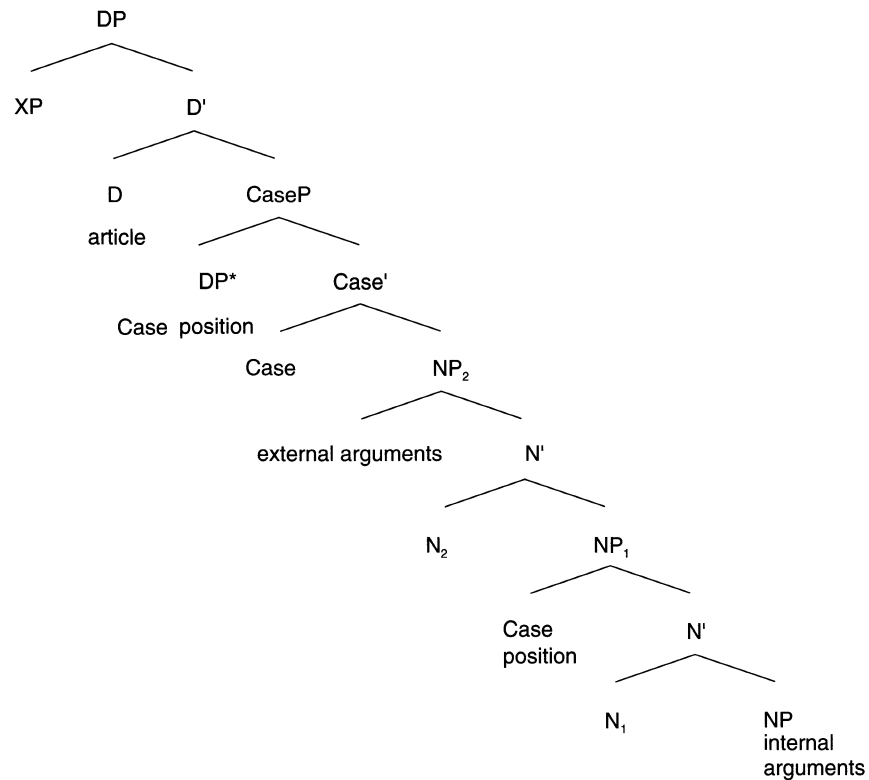 DP
XP D'
D CaseP
article
DP* Case'
Case position
Case NP₂
external arguments N'
N₂ NP₁
Case N'
position
N₁ NP
internal
arguments